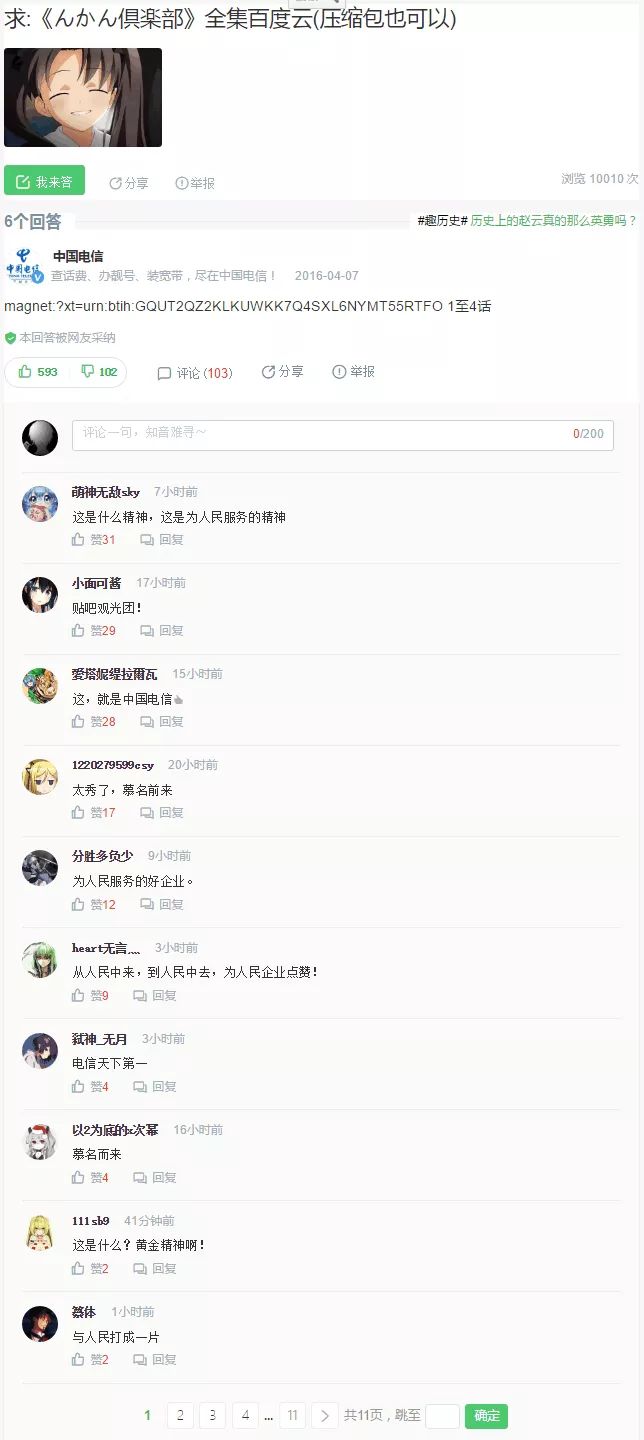 求:《んかん倶楽部》全集百度云(压缩包也可以)
我来答 分享 举报 浏览 10010 次
6个回答 #趣历史# 历史上的赵云真的那么英勇吗？
中国电信
中国电信
查话费、办靓号、装宽带，尽在中国电信！ 2016-04-07
magnet:?xt=urn:btih:GQUT2QZ2KLKUWKK7Q4SXL6NYMT55RTFO 1至4话
本回答被网友采纳
593 102 评论 (103) 分享 举报
评论一句，知音难寻～ 0/200
萌神无敌sky 7小时前
这是什么精神，这是为人民服务的精神
赞31 回复
小面可酱 17小时前
贴吧观光团！
赞29 回复
爱塔妮缇拉爾瓦 15小时前
这，就是中国电信
赞28 回复
1220279599csy 20小时前
太秀了，慕名前来
赞17 回复
分胜多负少 9小时前
为人民服务的好企业。
赞12 回复
heart无言灬 3小时前
从人民中来，到人民中去，为人民企业点赞！
赞9 回复
弑神_无月 3小时前
电信天下第一
赞4 回复
以2为底的x次幂 16小时前
慕名而来
赞4 回复
111sb9 41分钟前
这是什么？黄金精神啊！
赞2 回复
簪体 1小时前
与人民打成一片
赞2 回复
1 2 3 4 ... 11 > 共11页，跳至 确定